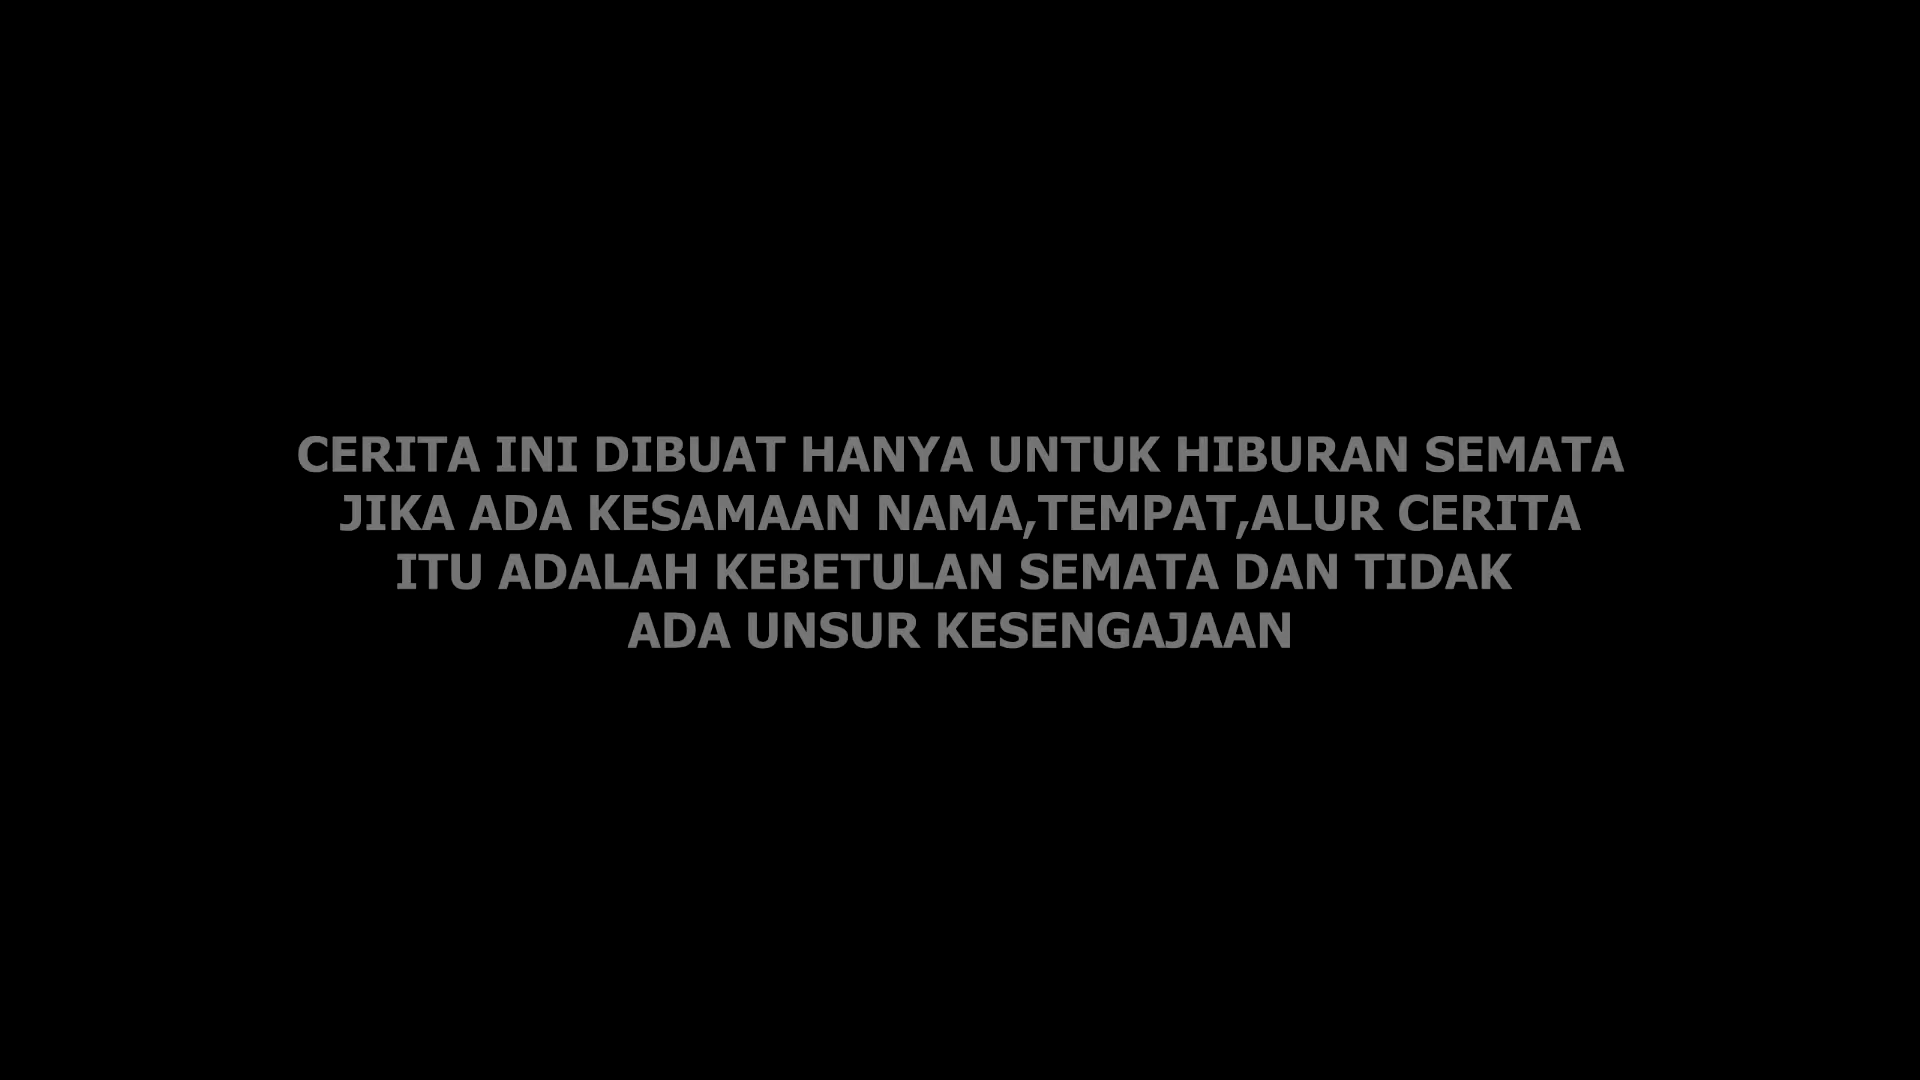 CERITA INI DIBUAT HANYA UNTUK HIBURAN SEMATA
JIKA ADA KESAMAAN NAMA,TEMPAT,ALUR CERITA
ITU ADALAH KEBETULAN SEMATA DAN TIDAK
ADA UNSUR KESENGAJAAN